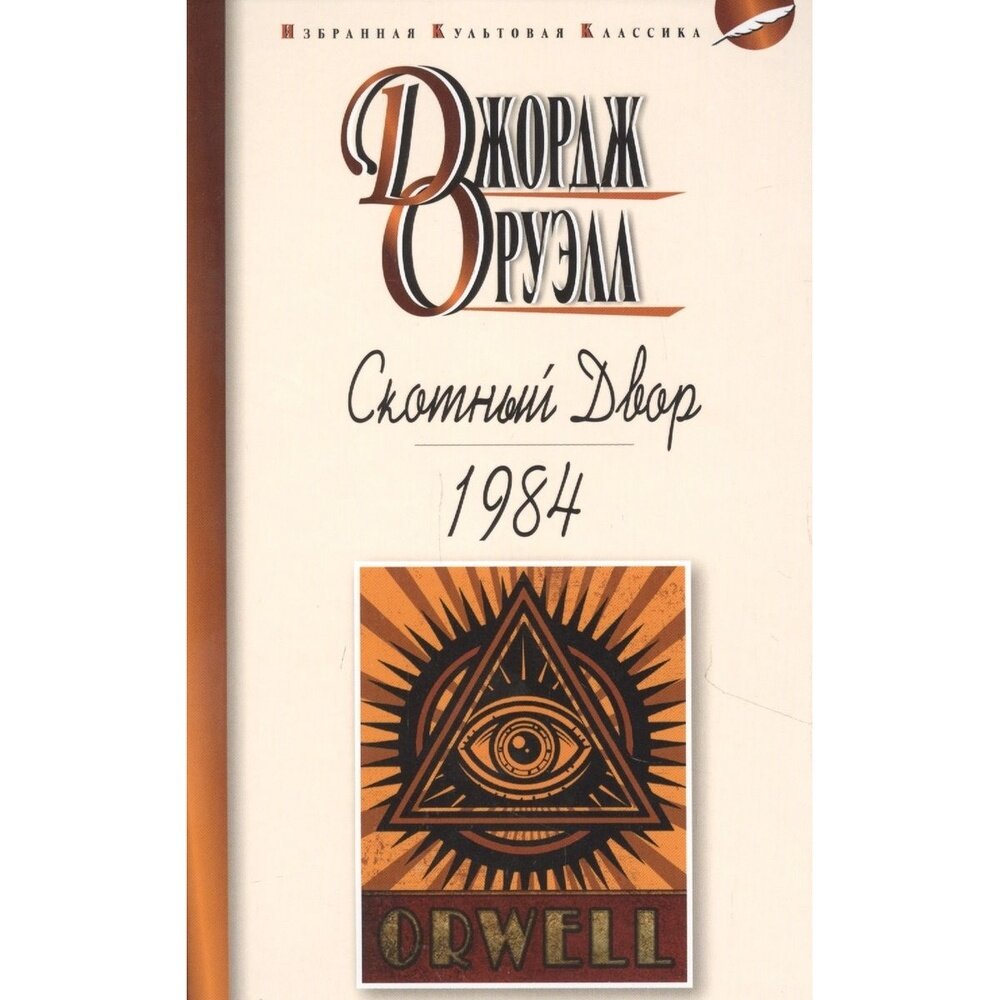 Избранная Культовая Классика
Джордж
Оруэлл
Скотный Двор
1984
ORWELL